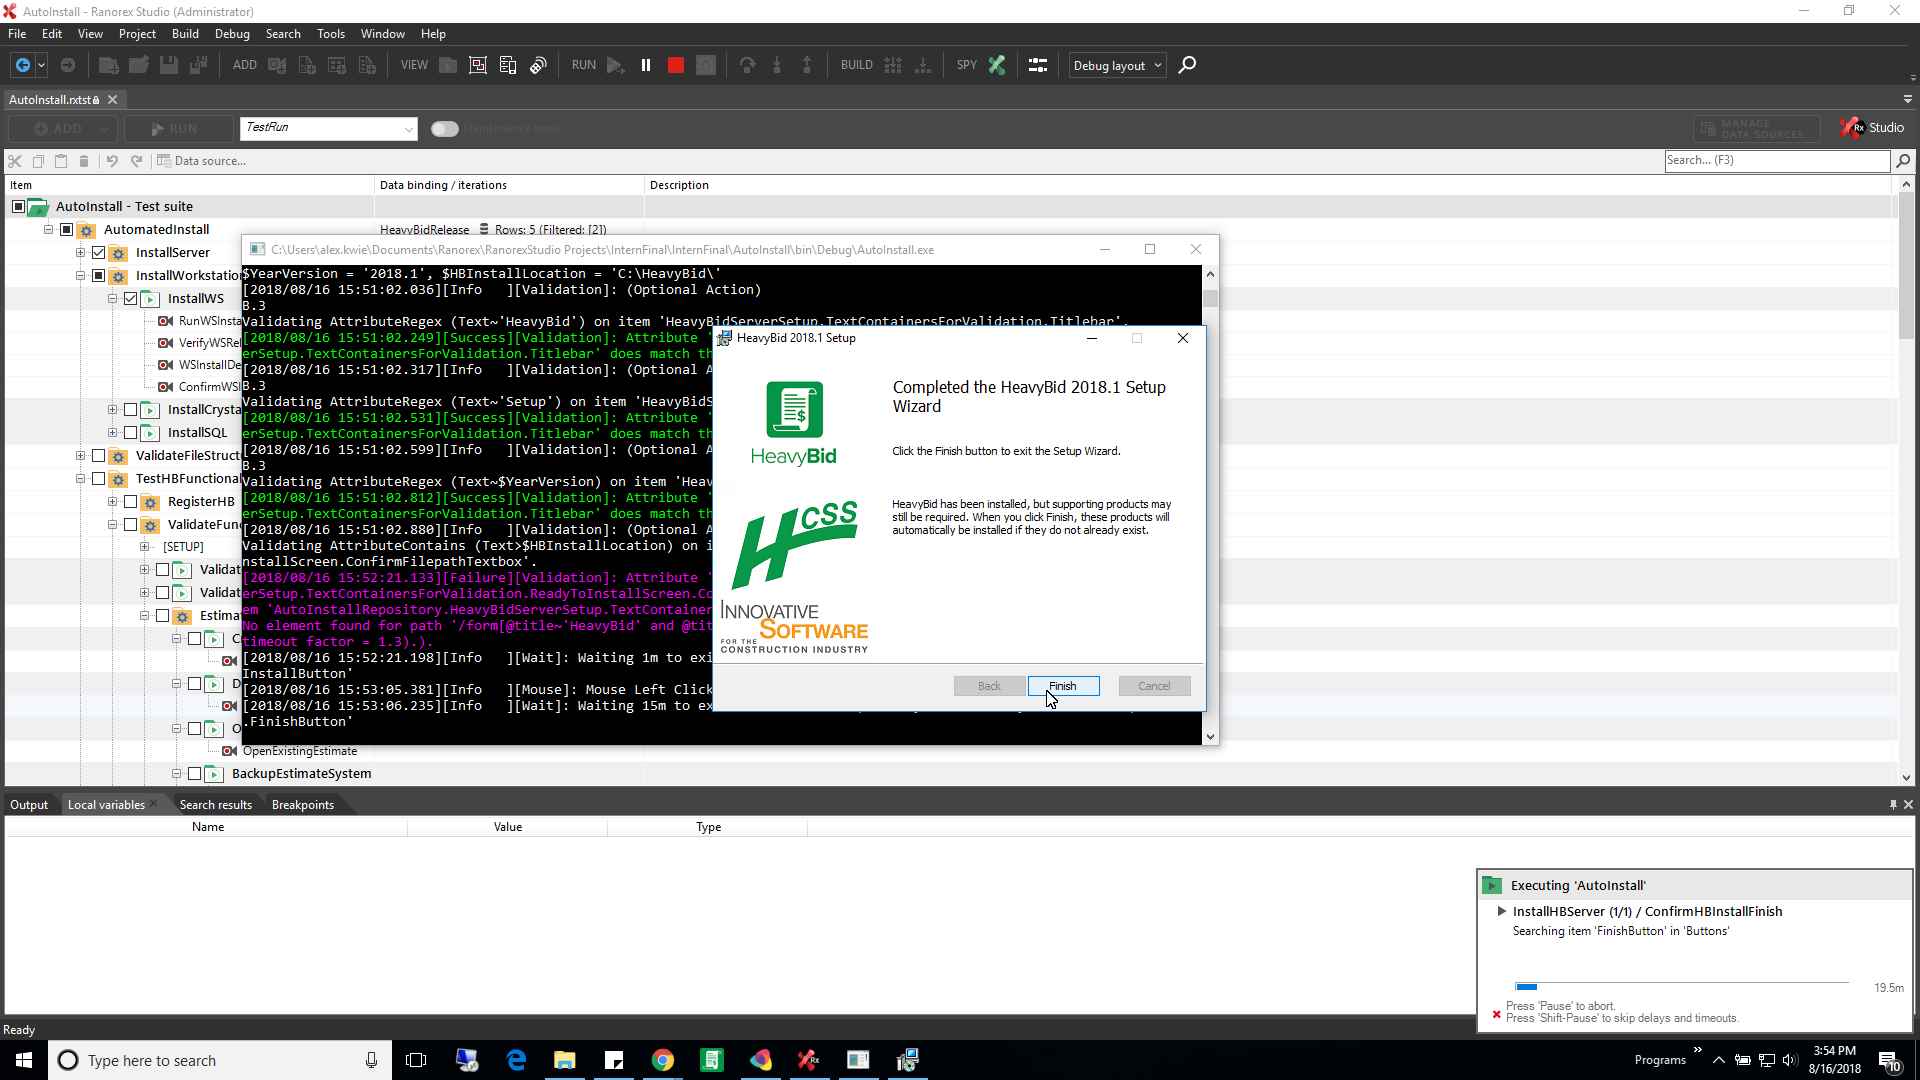 AutoInstall - Ranorex Studio (Administrator)
File Edit View Project Build Debug Search Tools Window Help
ADD VIEW RUN BUILD SPY Debug layout
AutoInstall.rxtst
ADD RUN TestRun MANAGE DATA SOURCES Rx Studio
Data source... Search... (F3)
Item Data binding / iterations Description
AutoInstall - Test suite
AutomatedInstall HeavyBidRelease Rows: 5 (Filtered: [2])
InstallServer
InstallWorkstation
InstallWS
RunWSInsta
VerifyWSRel
WSInstallDe
ConfirmWSI
InstallCrysta
InstallSQL
ValidateFileStructu
TestHBFunctional
RegisterHB
ValidateFunc
[SETUP]
Validat
Validat
Estima
C
D
O
OpenExistingEstimate
BackupEstimateSystem
C:\Users\alex.kwie\Documents\Ranorex\RanorexStudio Projects\InternFinal\InternFinal\AutoInstall\bin\Debug\AutoInstall.exe
$YearVersion = '2018.1', $HBInstallLocation = 'C:\HeavyBid\'
[2018/08/16 15:51:02.036][Info   ][Validation]: (Optional Action)
B.3
Validating AttributeRegex (Text~'HeavyBid') on item 'HeavyBidServerSetup.TextContainersForValidation.Titlebar'.
[2018/08/16 15:51:02.249][Success][Validation]: Attribute '
erSetup.TextContainersForValidation.Titlebar' does match th
[2018/08/16 15:51:02.317][Info   ][Validation]: (Optional A
B.3
Validating AttributeRegex (Text~'Setup') on item 'HeavyBidS
[2018/08/16 15:51:02.531][Success][Validation]: Attribute '
erSetup.TextContainersForValidation.Titlebar' does match th
[2018/08/16 15:51:02.599][Info   ][Validation]: (Optional A
B.3
Validating AttributeRegex (Text~$YearVersion) on item 'Heav
[2018/08/16 15:51:02.812][Success][Validation]: Attribute '
erSetup.TextContainersForValidation.Titlebar' does match th
[2018/08/16 15:51:02.880][Info   ][Validation]: (Optional A
Validating AttributeContains (Text>$HBInstallLocation) on i
nstallScreen.ConfirmFilepathTextbox'.
[2018/08/16 15:52:21.133][Failure][Validation]: Attribute '
erSetup.TextContainersForValidation.ReadyToInstallScreen.Co
em 'AutoInstallRepository.HeavyBidServerSetup.TextContainer
No element found for path '/form[@title~'HeavyBid' and @tit
timeout factor = 1.3).).
[2018/08/16 15:52:21.198][Info   ][Wait]: Waiting 1m to exi
InstallButton'
[2018/08/16 15:53:05.381][Info   ][Mouse]: Mouse Left Click
[2018/08/16 15:53:06.235][Info   ][Wait]: Waiting 15m to ex
.FinishButton'
HeavyBid 2018.1 Setup
HeavyBid
HCSS
INNOVATIVE
SOFTWARE
FOR THE
CONSTRUCTION INDUSTRY
Completed the HeavyBid 2018.1 Setup
Wizard
Click the Finish button to exit the Setup Wizard.
HeavyBid has been installed, but supporting products may
still be required. When you click Finish, these products will
automatically be installed if they do not already exist.
Back Finish Cancel
Output Local variables Search results Breakpoints
Name Value Type
Executing 'AutoInstall'
InstallHBServer (1/1) / ConfirmHBInstallFinish
Searching item 'FinishButton' in 'Buttons'
19.5m
Press 'Pause' to abort.
Press 'Shift-Pause' to skip delays and timeouts.
Ready
Type here to search
Programs
3:54 PM
8/16/2018
10